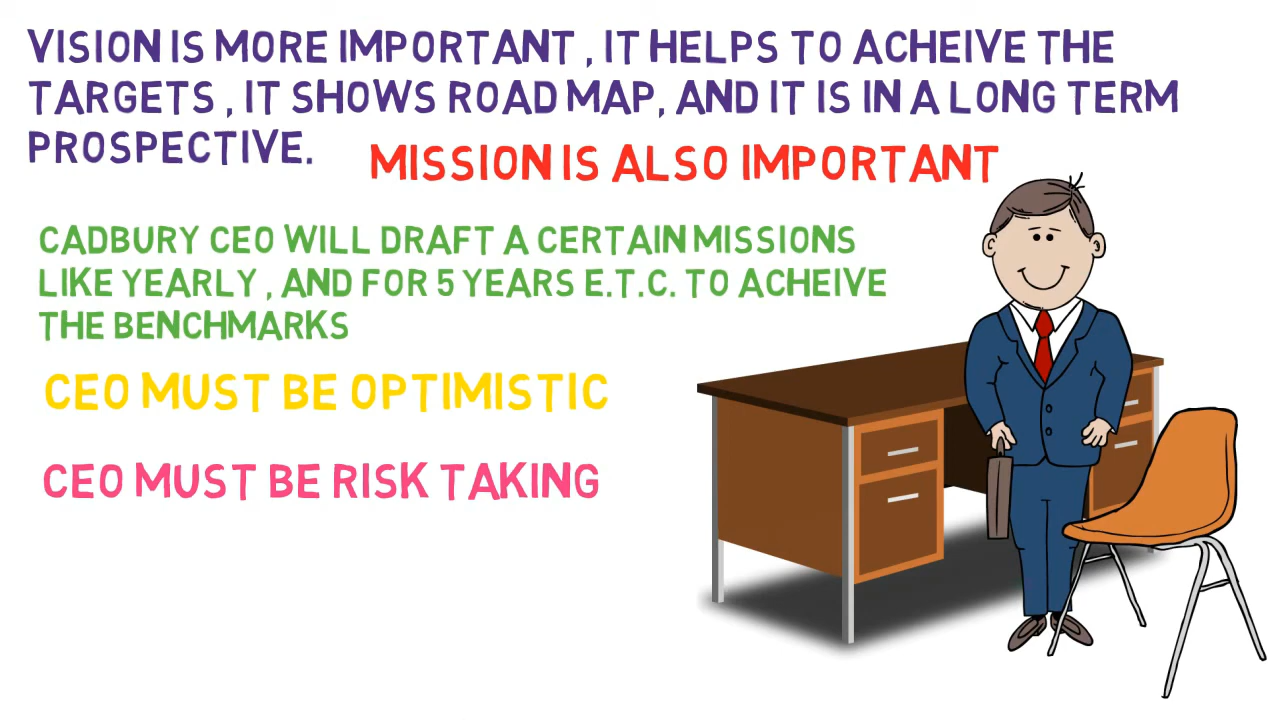 VISION IS MORE IMPORTANT , IT HELPS TO ACHEIVE THE
TARGETS , IT SHOWS ROAD MAP, AND IT IS IN A LONG TERM
PROSPECTIVE.
MISSION IS ALSO IMPORTANT
CADBURY CEO WILL DRAFT A CERTAIN MISSIONS
LIKE YEARLY , AND FOR 5 YEARS E.T.C. TO ACHEIVE
THE BENCHMARKS
CEO MUST BE OPTIMISTIC
CEO MUST BE RISK TAKING